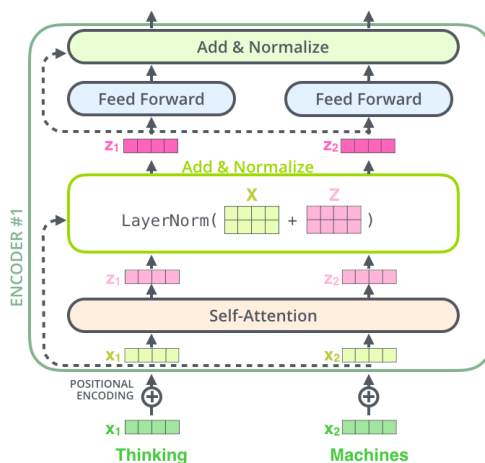 Add & Normalize
Feed Forward Feed Forward
z1 z2
Add & Normalize
X Z
LayerNorm( + )
ENCODER #1
z1 z2
Self-Attention
x1 x2
POSITIONAL
ENCODING
x1 x2
Thinking Machines